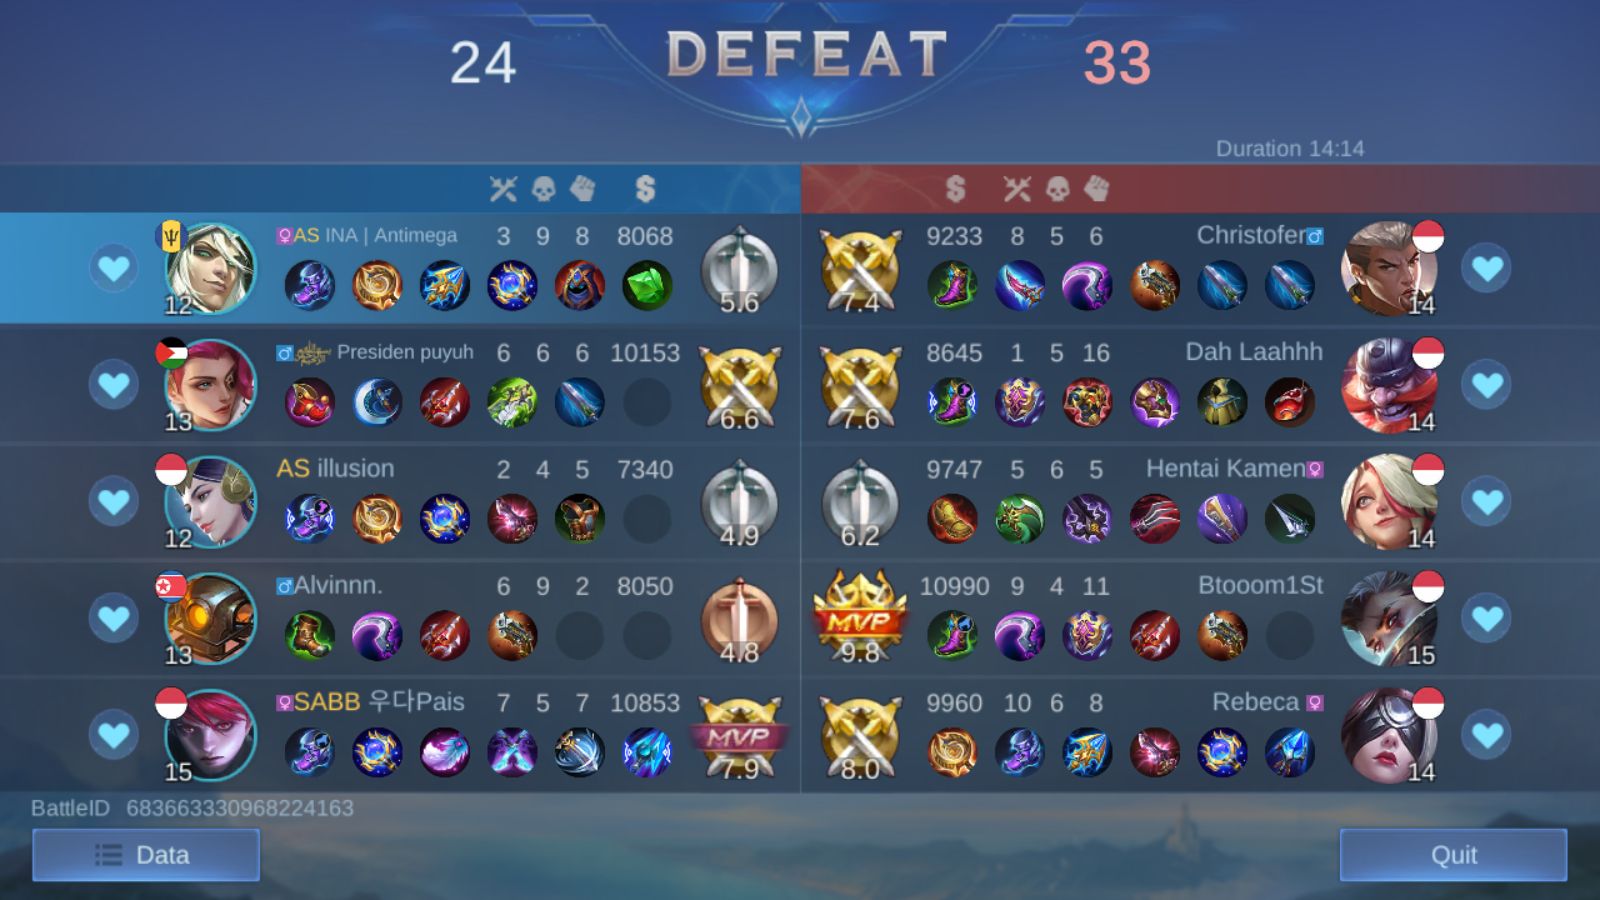 24 DEFEAT 33
Duration 14:14
AS INA | Antimega 3 9 8 8068 5.6 12
7.4 9233 8 5 6 Christofer 14
Presiden puyuh 6 6 6 10153 6.6 13
7.6 8645 1 5 16 Dah Laahhh 14
AS illusion 2 4 5 7340 4.9 12
6.2 9747 5 6 5 Hentai Kamen 14
Alvinnn. 6 9 2 8050 4.8 13
MVP 9.8 10990 9 4 11 Btooom1St 15
SABB 우다Pais 7 5 7 10853 MVP 7.9 15
8.0 9960 10 6 8 Rebeca 14
BattleID 683663330968224163
Data
Quit